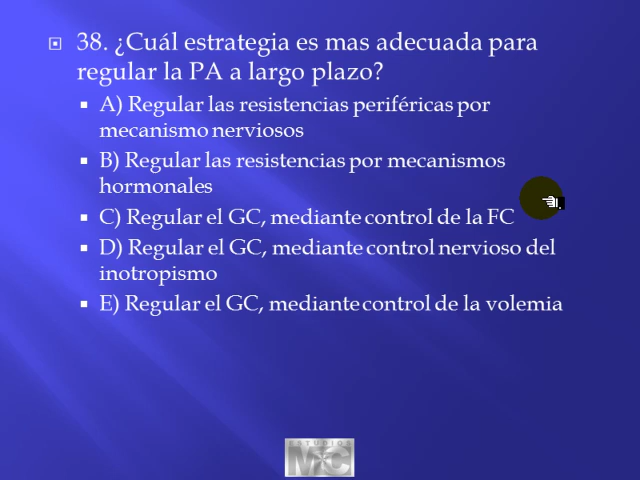 38. ¿Cuál estrategia es mas adecuada para
regular la PA a largo plazo?
A) Regular las resistencias periféricas por
mecanismo nerviosos
B) Regular las resistencias por mecanismos
hormonales
C) Regular el GC, mediante control de la FC
D) Regular el GC, mediante control nervioso del
inotropismo
E) Regular el GC, mediante control de la volemia
ESTUDIOS
MC